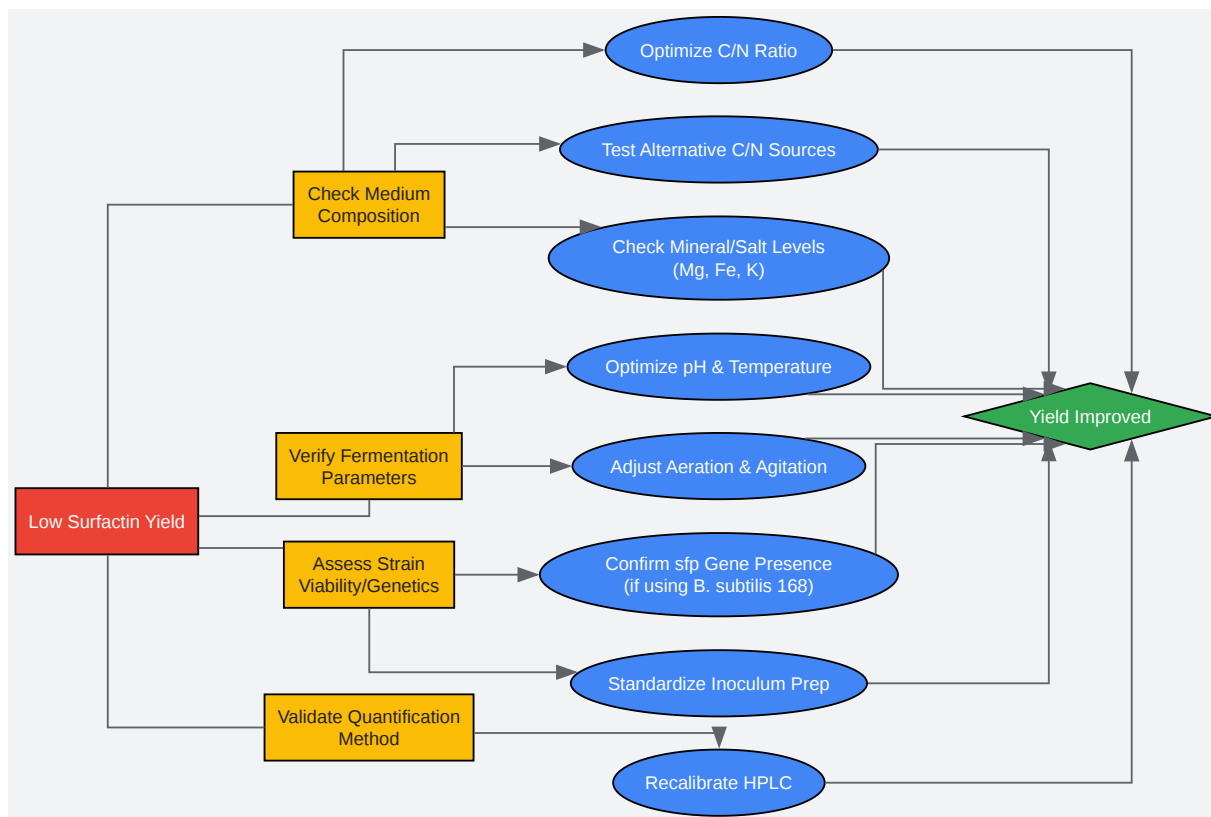 Low Surfactin Yield
Check Medium
Composition
Verify Fermentation
Parameters
Assess Strain
Viability/Genetics
Validate Quantification
Method
Optimize C/N Ratio
Test Alternative C/N Sources
Check Mineral/Salt Levels
(Mg, Fe, K)
Optimize pH & Temperature
Adjust Aeration & Agitation
Confirm sfp Gene Presence
(if using B. subtilis 168)
Standardize Inoculum Prep
Recalibrate HPLC
Yield Improved